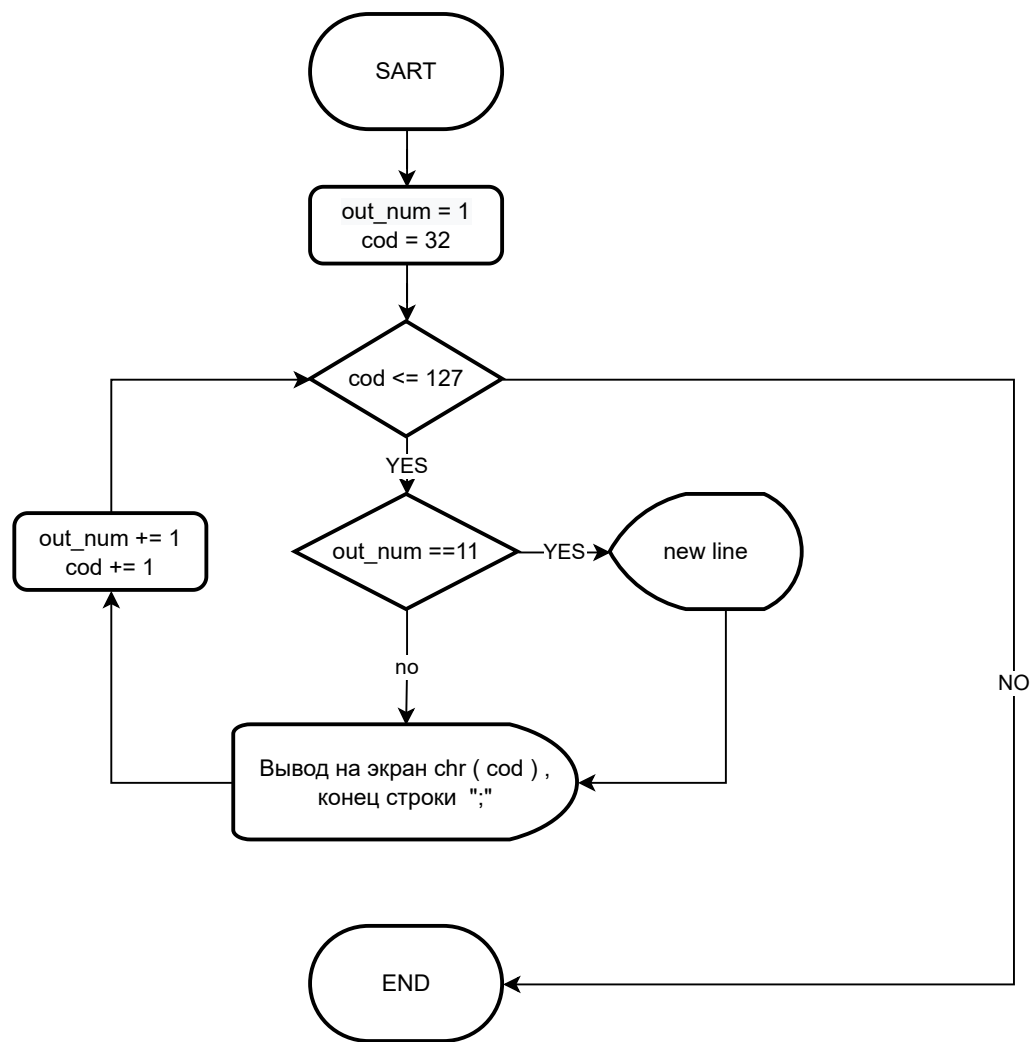 SART
out_num = 1
cod = 32
cod <= 127
YES
out_num += 1
cod += 1
out_num ==11
YES
new line
no
NO
Вывод на экран chr ( cod ) ,
конец строки  ";"
END